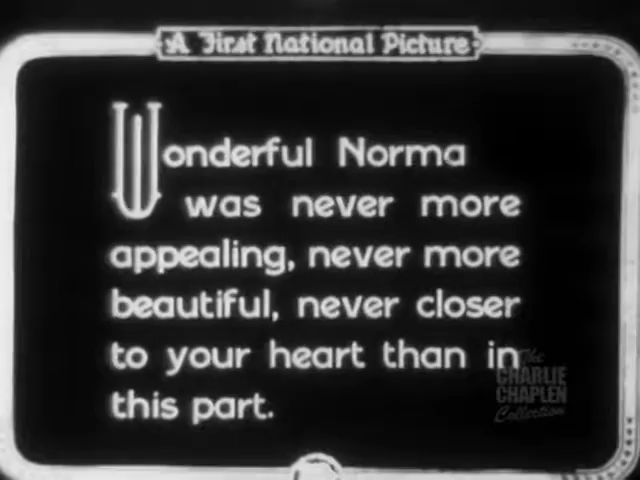 A First National Picture
Wonderful Norma
was never more
appealing, never more
beautiful, never closer
to your heart than in
this part.
The
CHARLIE
CHAPLEN
Collection